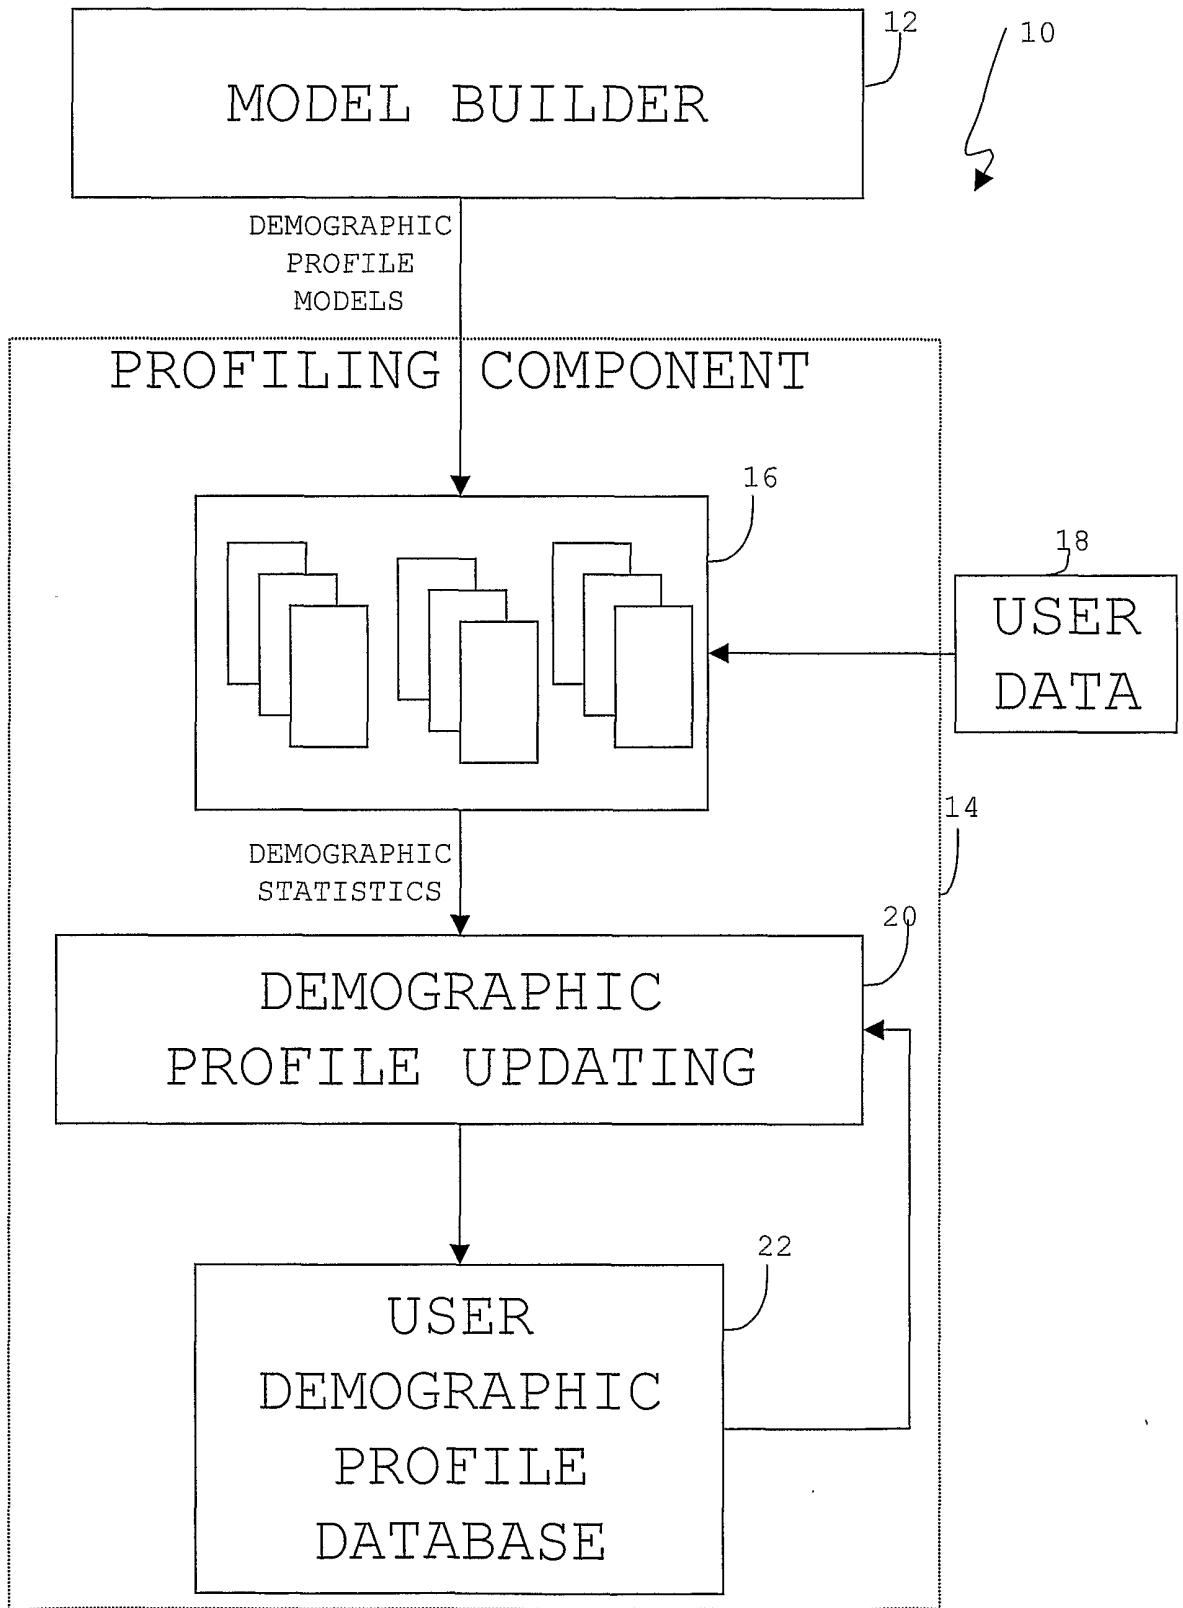 12
10
MODEL BUILDER
DEMOGRAPHIC
PROFILE
MODELS
PROFILING COMPONENT
16
18
USER
DATA
14
DEMOGRAPHIC
STATISTICS
20
DEMOGRAPHIC
PROFILE UPDATING
22
USER
DEMOGRAPHIC
PROFILE
DATABASE